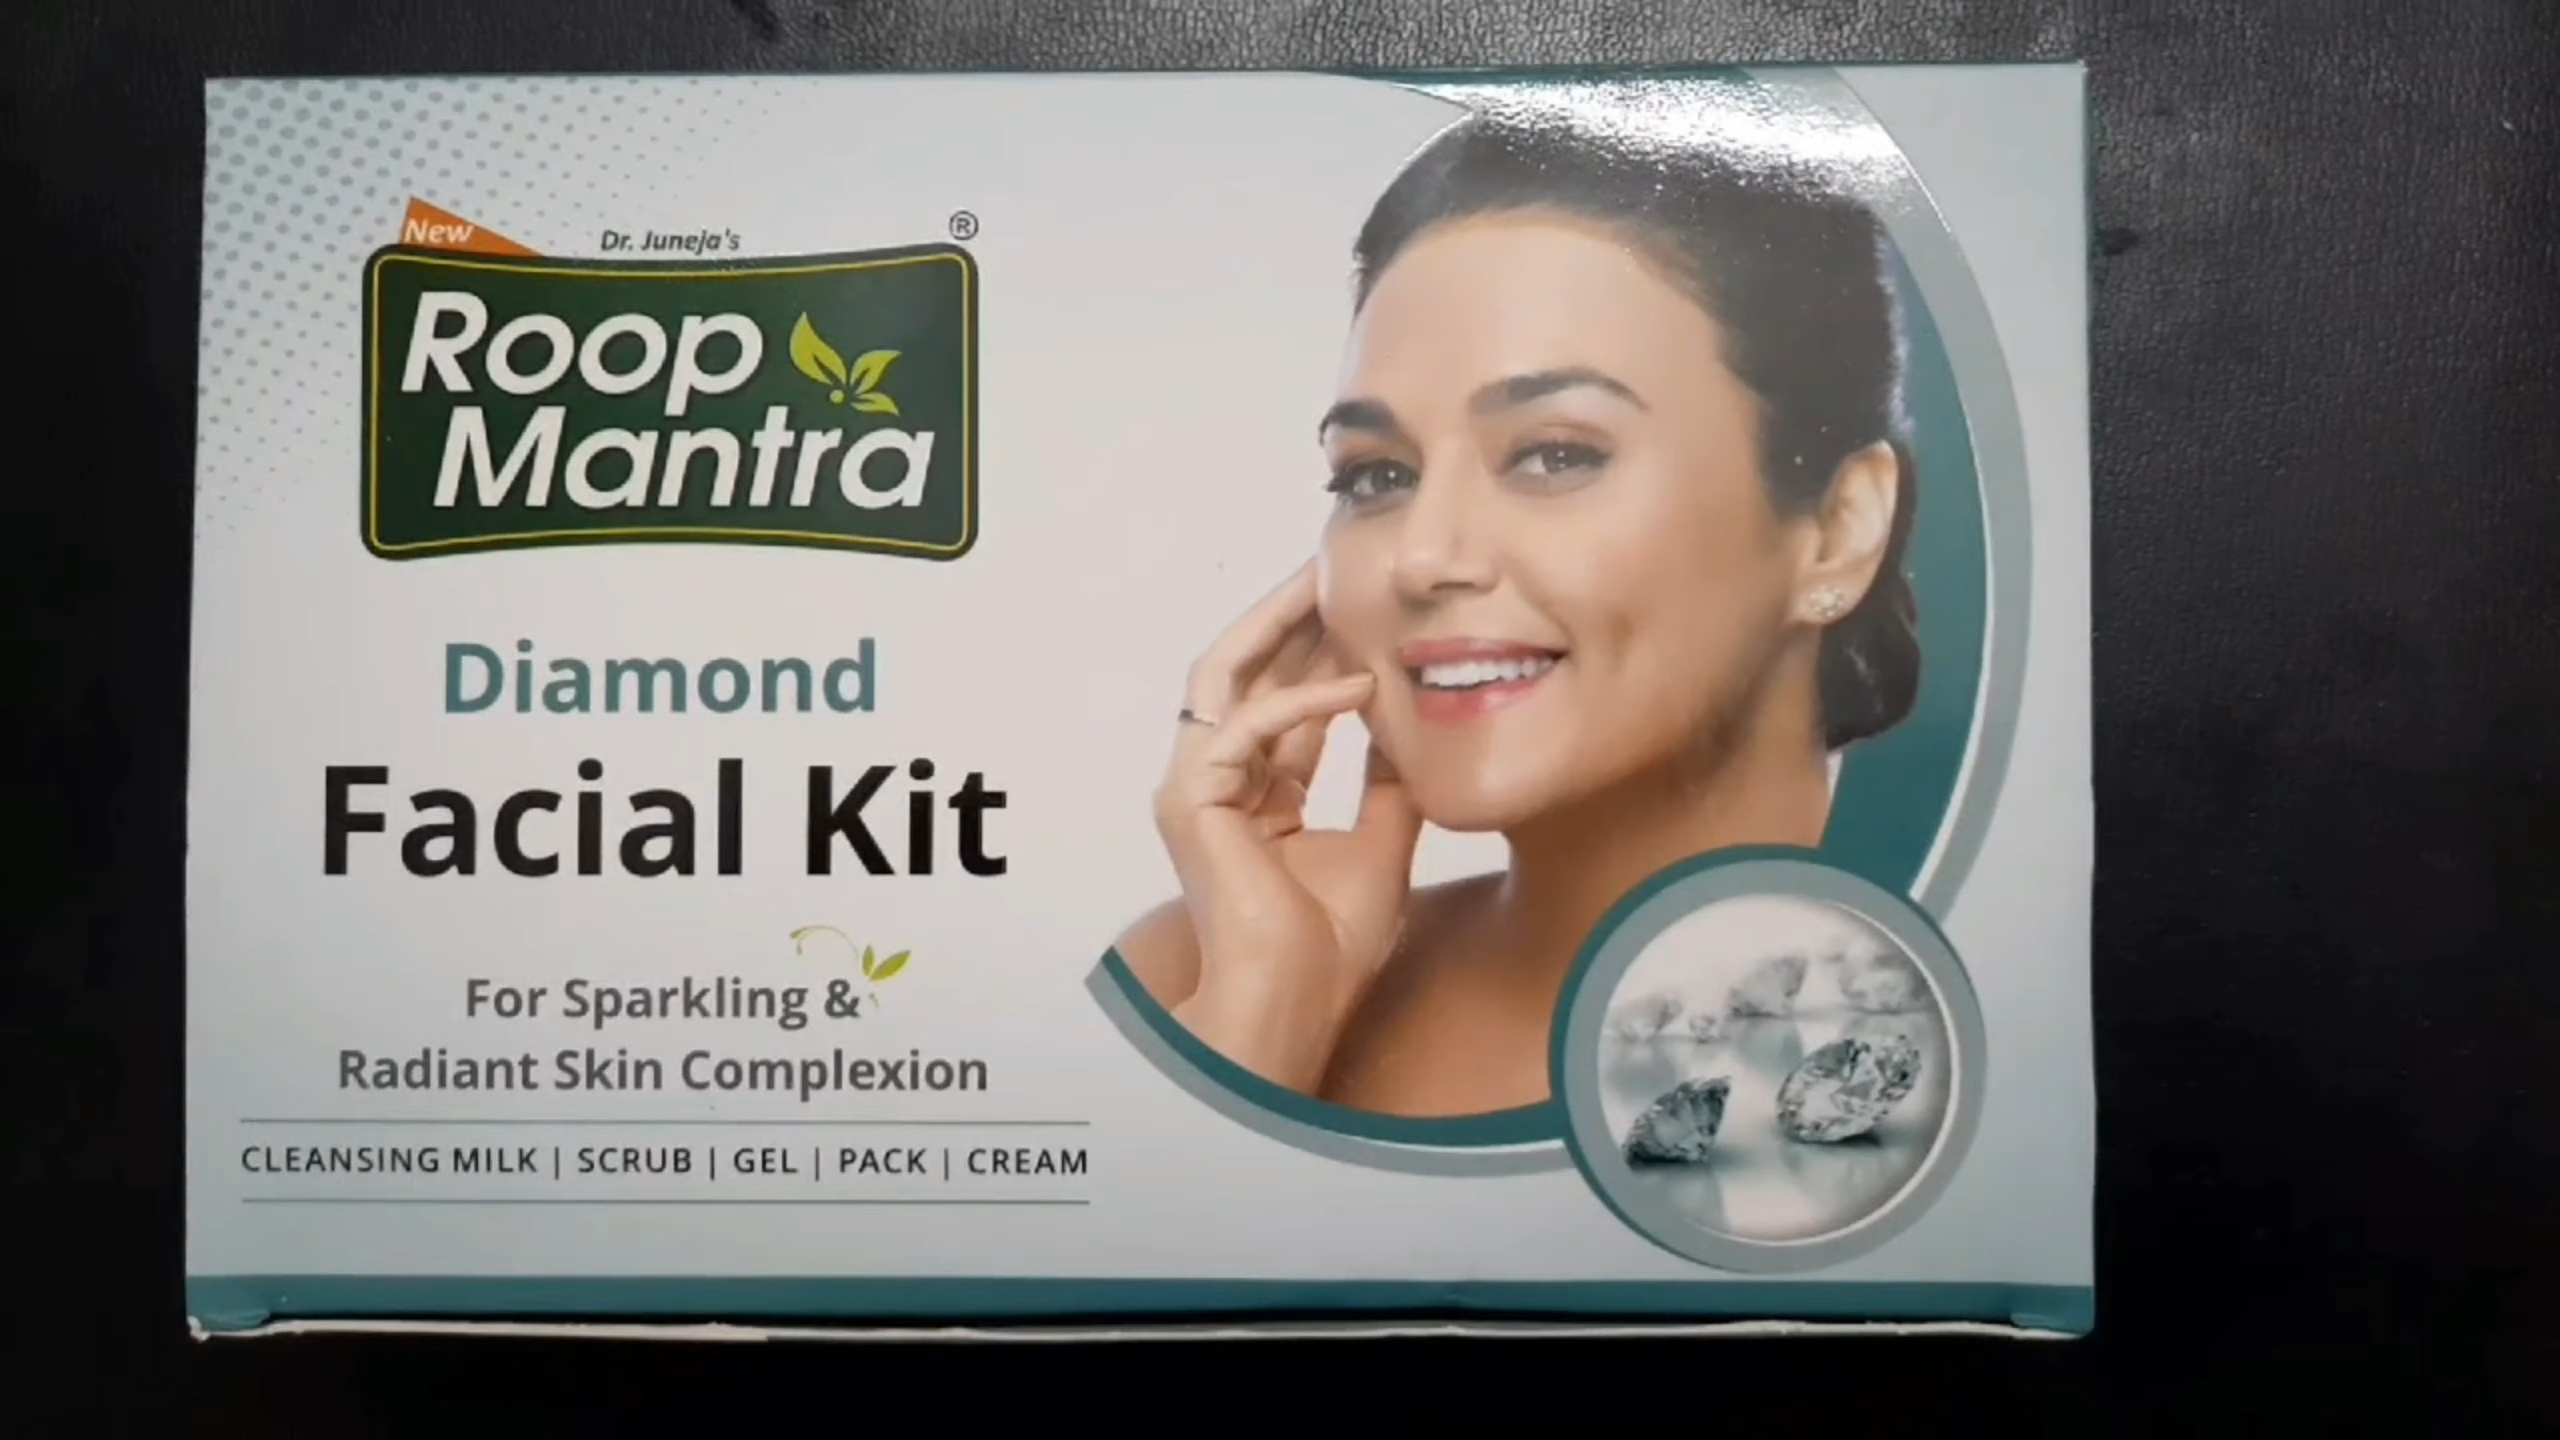 New
Dr. Juneja's
®
Roop
Mantra
Diamond
Facial Kit
For Sparkling &
Radiant Skin Complexion
CLEANSING MILK | SCRUB | GEL | PACK | CREAM